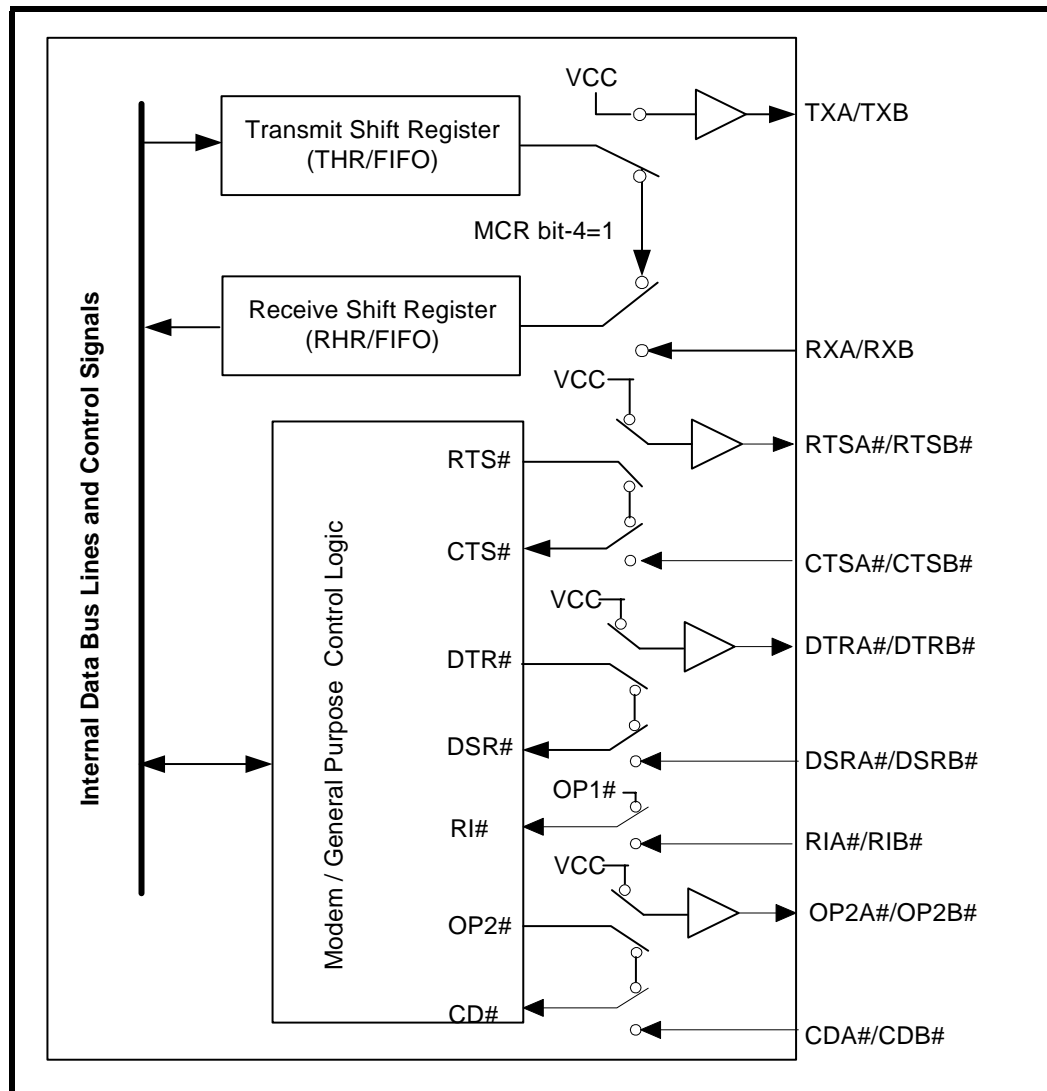 VCC
TXA/TXB
Transmit Shift Register
(THR/FIFO)
MCR bit-4=1
Receive Shift Register
(RHR/FIFO)
RXA/RXB
Internal Data Bus Lines and Control Signals
VCC
RTSA#/RTSB#
RTS#
CTS#
CTSA#/CTSB#
Modem / General Purpose Control Logic
VCC
DTRA#/DTRB#
DTR#
DSR#
DSRA#/DSRB#
OP1#
RI#
RIA#/RIB#
VCC
OP2A#/OP2B#
OP2#
CD#
CDA#/CDB#